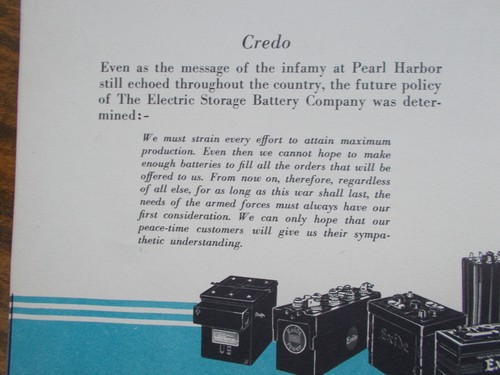 Credo
Even as the message of the infamy at Pearl Harbor
still echoed throughout the country, the future policy
of The Electric Storage Battery Company was deter-
mined:-
We must strain every effort to attain maximum
production. Even then we cannot hope to make
enough batteries to fill all the orders that will be
offered to us. From now on, therefore, regardless
of all else, for as long as this war shall last, the
needs of the armed forces must always have our
first consideration. We can only hope that our
peace-time customers will give us their sympa-
thetic understanding.
Exide